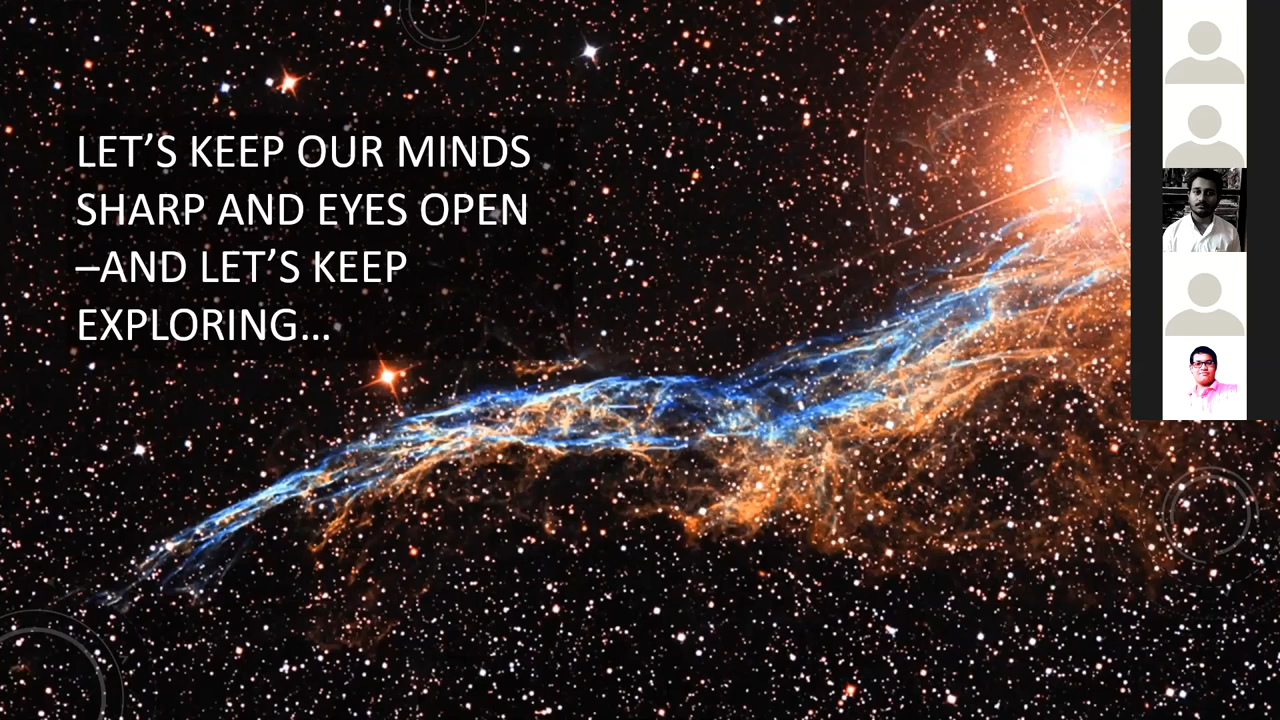 LET’S KEEP OUR MINDS
SHARP AND EYES OPEN
–AND LET’S KEEP
EXPLORING…